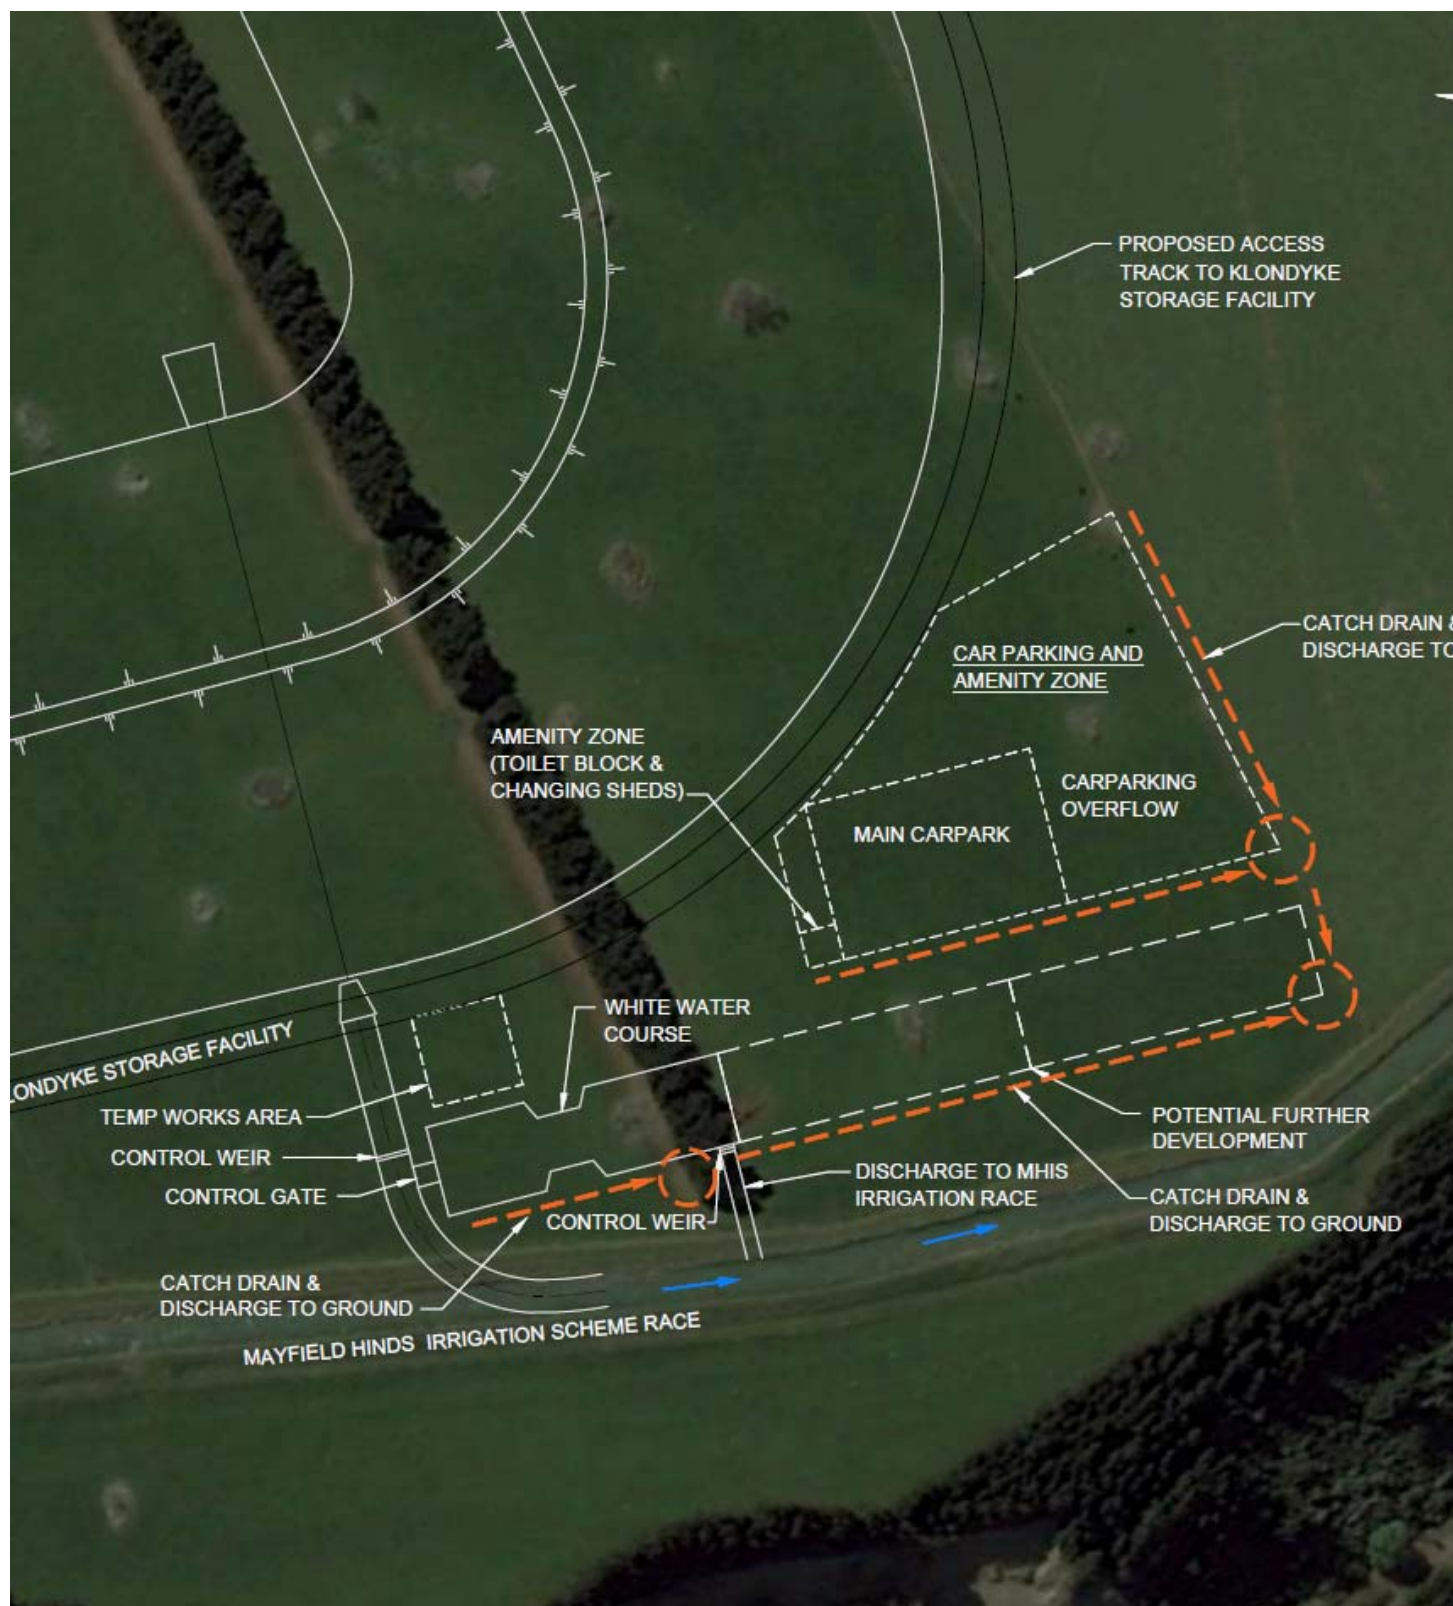 PROPOSED ACCESS
TRACK TO KLONDYKE
STORAGE FACILITY
CATCH DRAIN &
DISCHARGE TO
CAR PARKING AND
AMENITY ZONE
AMENITY ZONE
(TOILET BLOCK &
CHANGING SHEDS)
CARPARKING
OVERFLOW
MAIN CARPARK
WHITE WATER
COURSE
LONDYKE STORAGE FACILITY
TEMP WORKS AREA
CONTROL WEIR
CONTROL GATE
POTENTIAL FURTHER
DEVELOPMENT
DISCHARGE TO MHIS
IRRIGATION RACE
CATCH DRAIN &
DISCHARGE TO GROUND
CONTROL WEIR
CATCH DRAIN &
DISCHARGE TO GROUND
MAYFIELD HINDS IRRIGATION SCHEME RACE